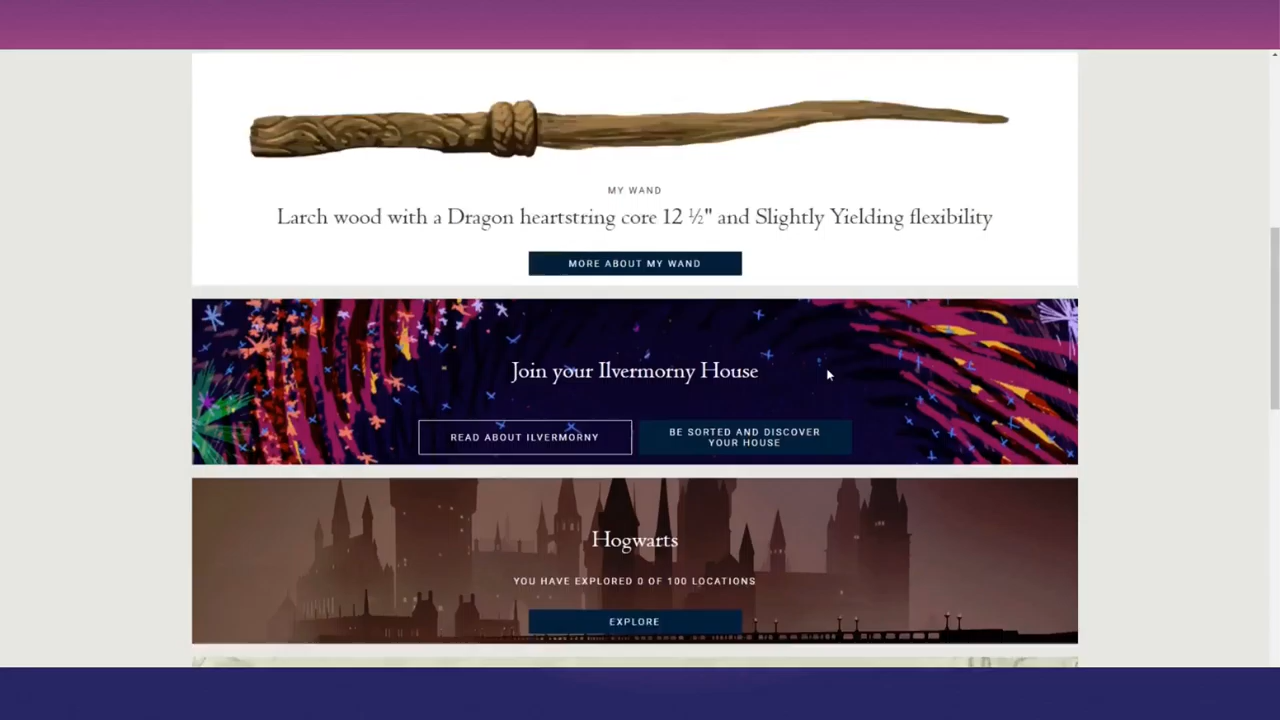 MY WAND
Larch wood with a Dragon heartstring core 12 ½" and Slightly Yielding flexibility
MORE ABOUT MY WAND
Join your Ilvermorny House
READ ABOUT ILVERMORNY
BE SORTED AND DISCOVER
YOUR HOUSE
Hogwarts
YOU HAVE EXPLORED 0 OF 100 LOCATIONS
EXPLORE